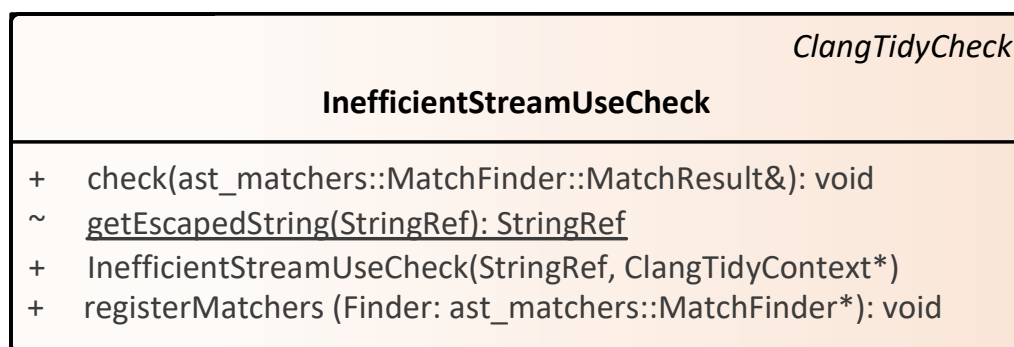 ClangTidyCheck
InefficientStreamUseCheck
+ check(ast_matchers::MatchFinder::MatchResult&): void
~ getEscapedString(StringRef): StringRef
+ InefficientStreamUseCheck(StringRef, ClangTidyContext*)
+ registerMatchers (Finder: ast_matchers::MatchFinder*): void